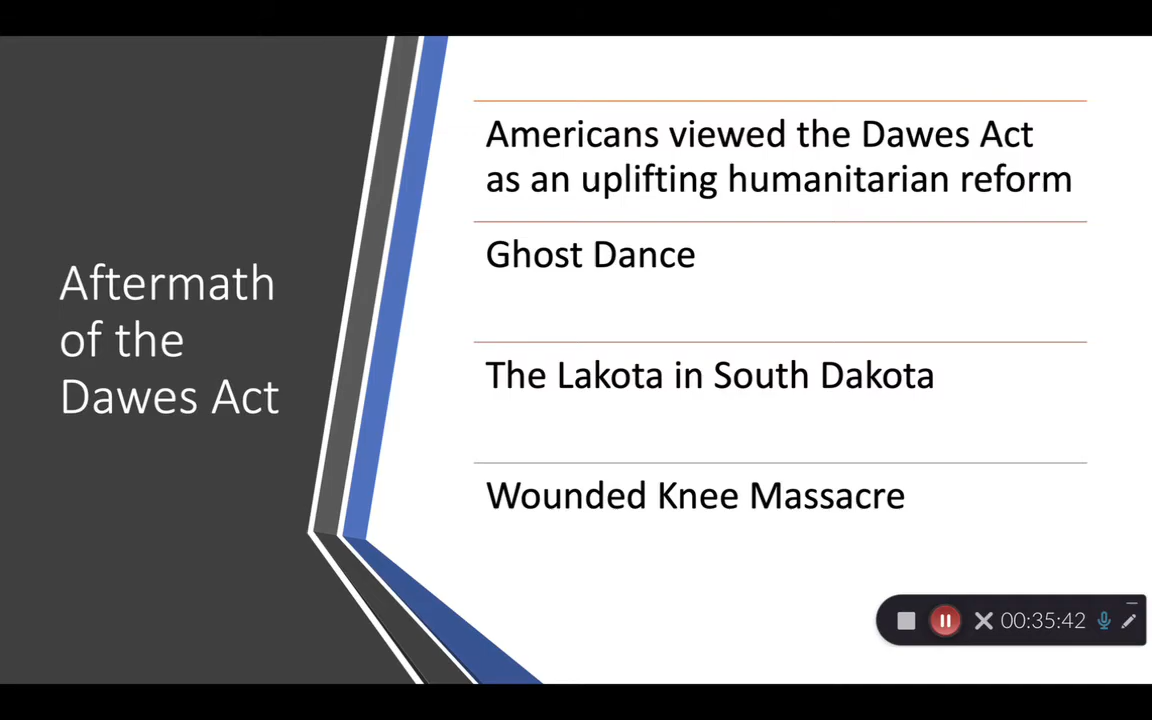 Aftermath
of the
Dawes Act
Americans viewed the Dawes Act
as an uplifting humanitarian reform
Ghost Dance
The Lakota in South Dakota
Wounded Knee Massacre
00:35:42